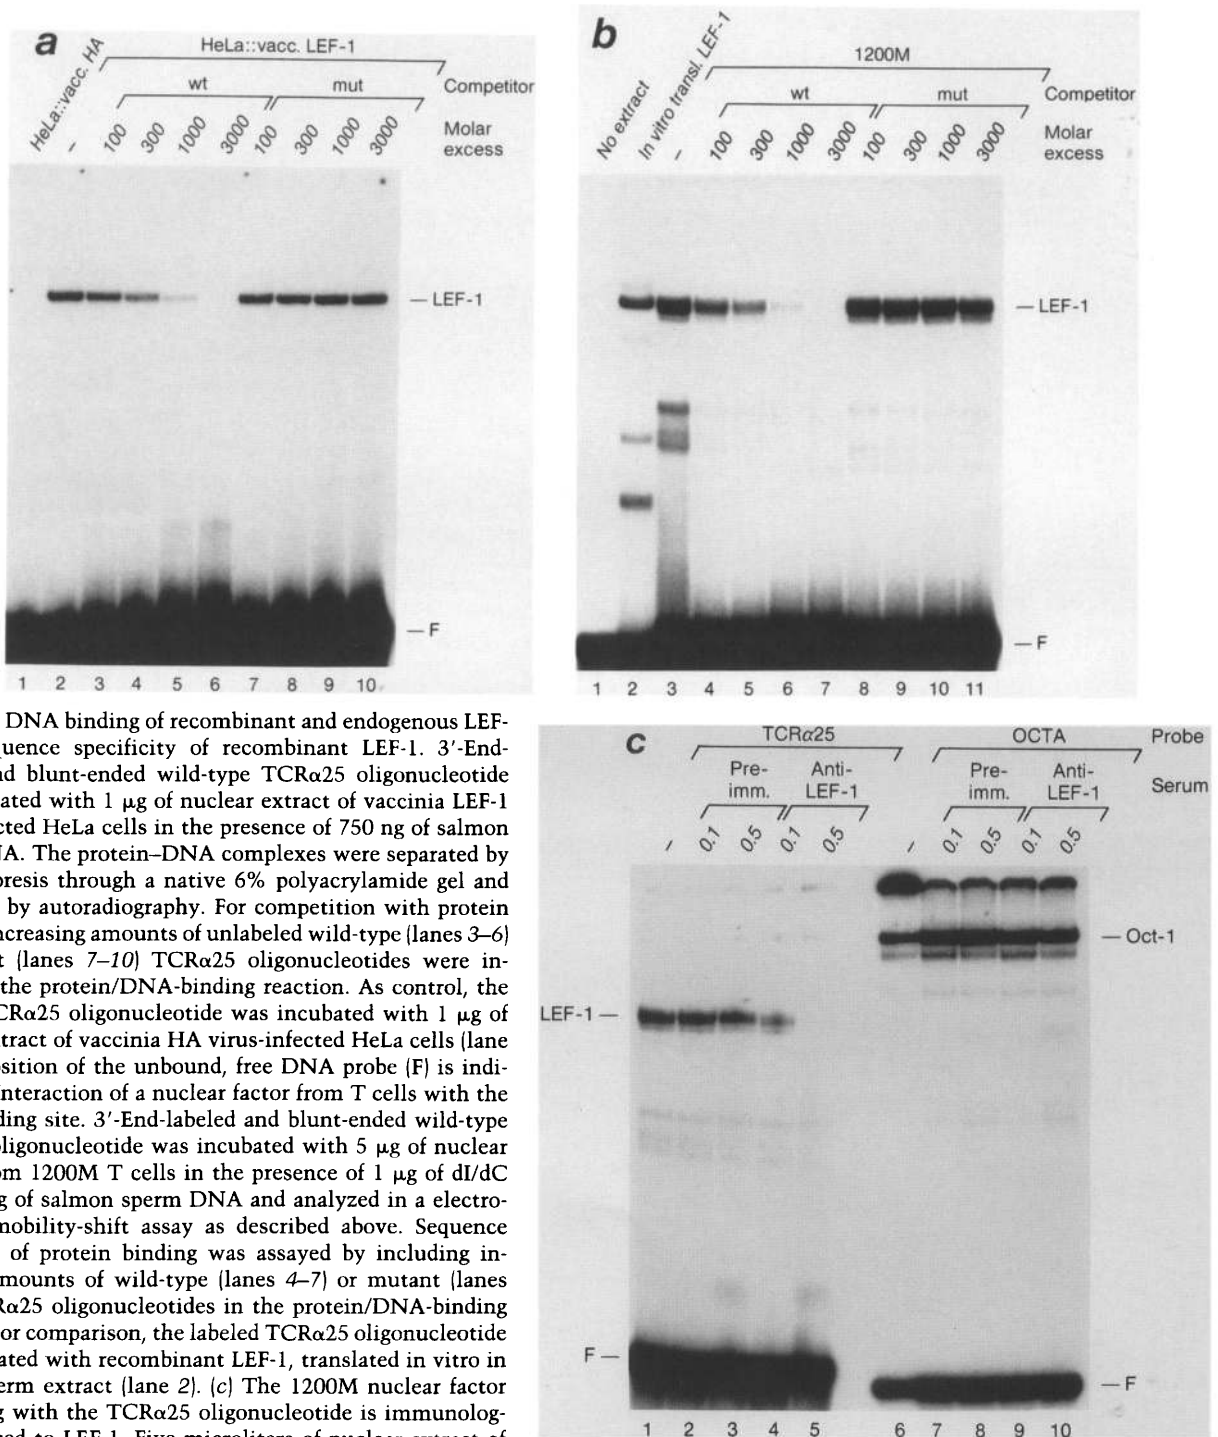 a
HeLa::vacc. HA
HeLa::vacc. LEF-1
wt mut Competitor
– 100 300 1000 3000 100 300 1000 3000 Molar excess
– LEF-1
– F
1 2 3 4 5 6 7 8 9 10
b
No extract
In vitro transl. LEF-1
1200M
wt mut Competitor
– 100 300 1000 3000 100 300 1000 3000 Molar excess
– LEF-1
– F
1 2 3 4 5 6 7 8 9 10 11
DNA binding of recombinant and endogenous LEF-
uence specificity of recombinant LEF-1. 3′-End-
d blunt-ended wild-type TCRα25 oligonucleotide
ated with 1 μg of nuclear extract of vaccinia LEF-1
cted HeLa cells in the presence of 750 ng of salmon
A. The protein–DNA complexes were separated by
oresis through a native 6% polyacrylamide gel and
by autoradiography. For competition with protein
ncreasing amounts of unlabeled wild-type (lanes 3–6)
t (lanes 7–10) TCRα25 oligonucleotides were in-
the protein/DNA-binding reaction. As control, the
CRα25 oligonucleotide was incubated with 1 μg of
tract of vaccinia HA virus-infected HeLa cells (lane
sition of the unbound, free DNA probe (F) is indi-
nteraction of a nuclear factor from T cells with the
ding site. 3′-End-labeled and blunt-ended wild-type
oligonucleotide was incubated with 5 μg of nuclear
om 1200M T cells in the presence of 1 μg of dI/dC
g of salmon sperm DNA and analyzed in a electro-
mobility-shift assay as described above. Sequence
of protein binding was assayed by including in-
mounts of wild-type (lanes 4–7) or mutant (lanes
Rα25 oligonucleotides in the protein/DNA-binding
or comparison, the labeled TCRα25 oligonucleotide
ated with recombinant LEF-1, translated in vitro in
erm extract (lane 2). (c) The 1200M nuclear factor
g with the TCRα25 oligonucleotide is immunolog-
c
TCRα25 OCTA Probe
Pre-imm. Anti-LEF-1 Pre-imm. Anti-LEF-1 Serum
– 0.1 0.5 0.1 0.5 – 0.1 0.5 0.1 0.5
– Oct-1
LEF-1 –
F –
– F
1 2 3 4 5 6 7 8 9 10